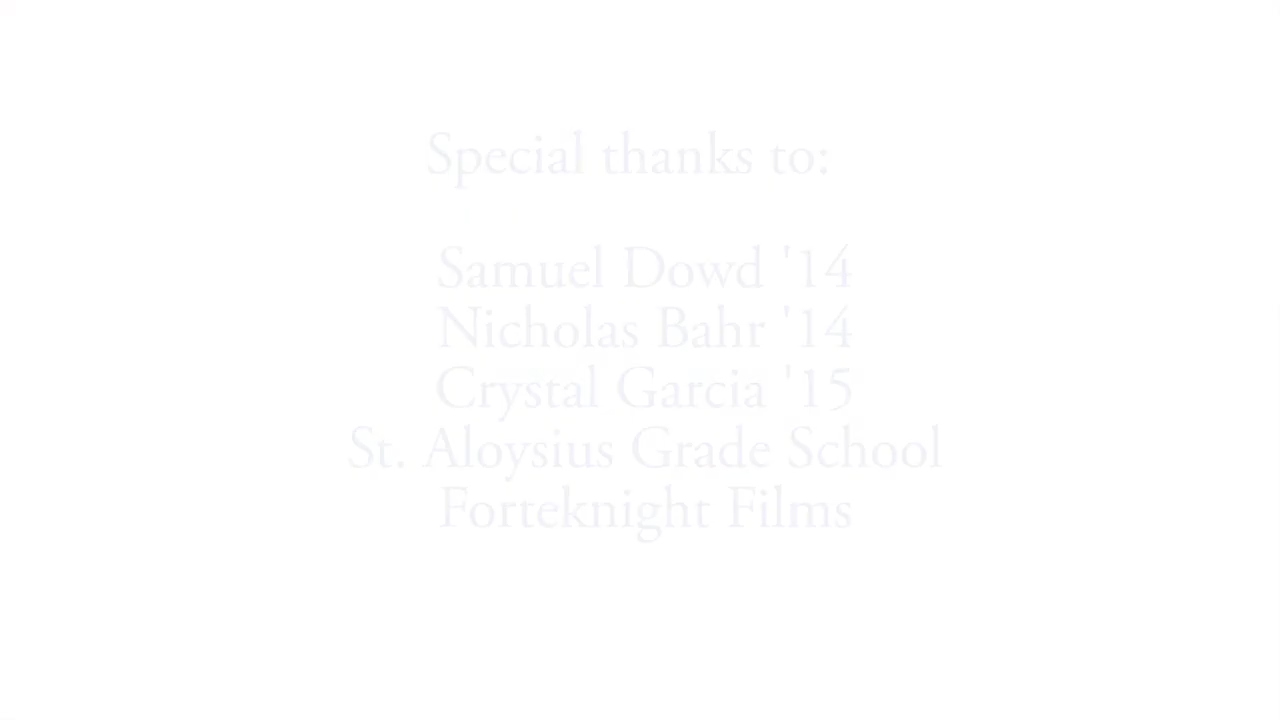 Special thanks to:
Samuel Dowd '14
Nicholas Bahr '14
Crystal Garcia '15
St. Aloysius Grade School
Forteknight Films